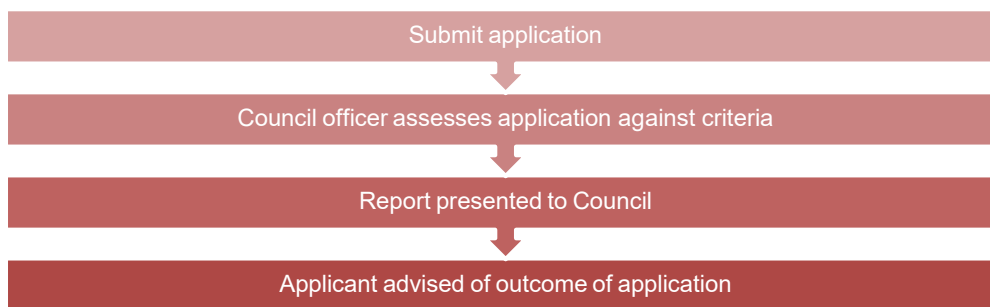 Submit application
Council officer assesses application against criteria
Report presented to Council
Applicant advised of outcome of application